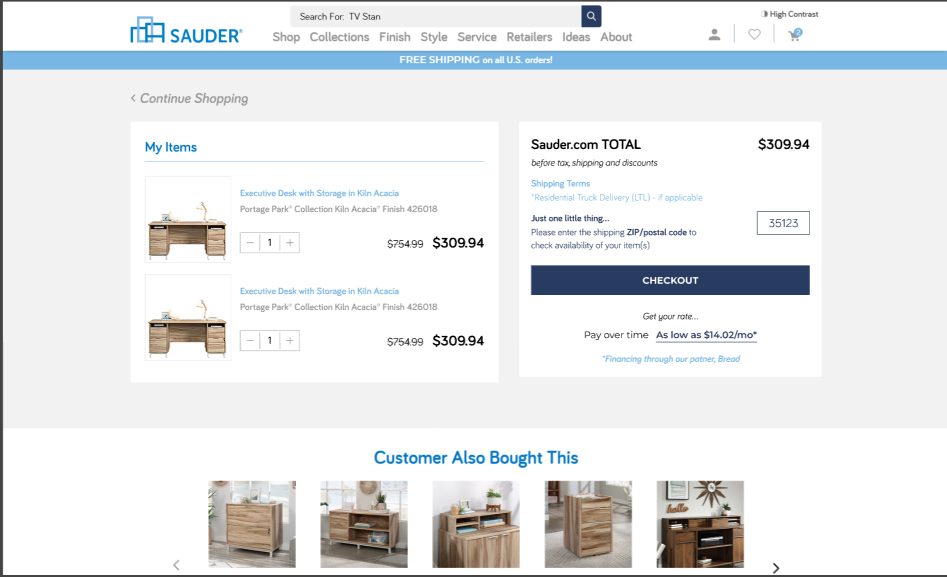 Search For: TV Stan
High Contrast
SAUDER®
Shop Collections Finish Style Service Retailers Ideas About
2
FREE SHIPPING on all U.S. orders!
< Continue Shopping
My Items
Executive Desk with Storage in Kiln Acacia
Portage Park® Collection Kiln Acacia® Finish 426018
− 1 +
$754.99 $309.94
Executive Desk with Storage in Kiln Acacia
Portage Park® Collection Kiln Acacia® Finish 426018
− 1 +
$754.99 $309.94
Sauder.com TOTAL $309.94
before tax, shipping and discounts
Shipping Terms
*Residential Truck Delivery (LTL) - if applicable
Just one little thing...
Please enter the shipping ZIP/postal code to
check availability of your item(s)
35123
CHECKOUT
Get your rate...
Pay over time As low as $14.02/mo*
*Financing through our patner, Bread
Customer Also Bought This
hello